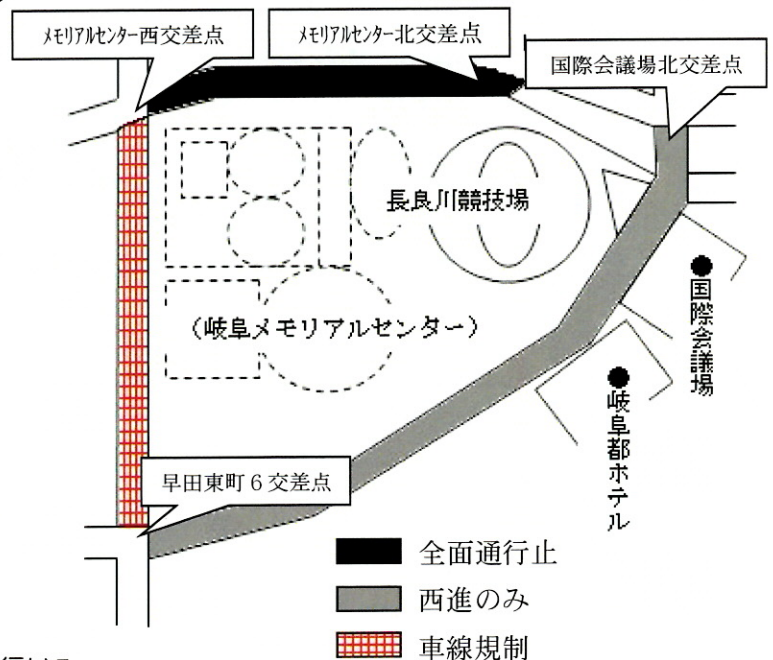 メモリアルセンター西交差点
メモリアルセンター北交差点
国際会議場北交差点
長良川競技場
(岐阜メモリアルセンター)
●国際会議場
●岐阜都ホテル
早田東町6交差点
全面通行止
西進のみ
車線規制